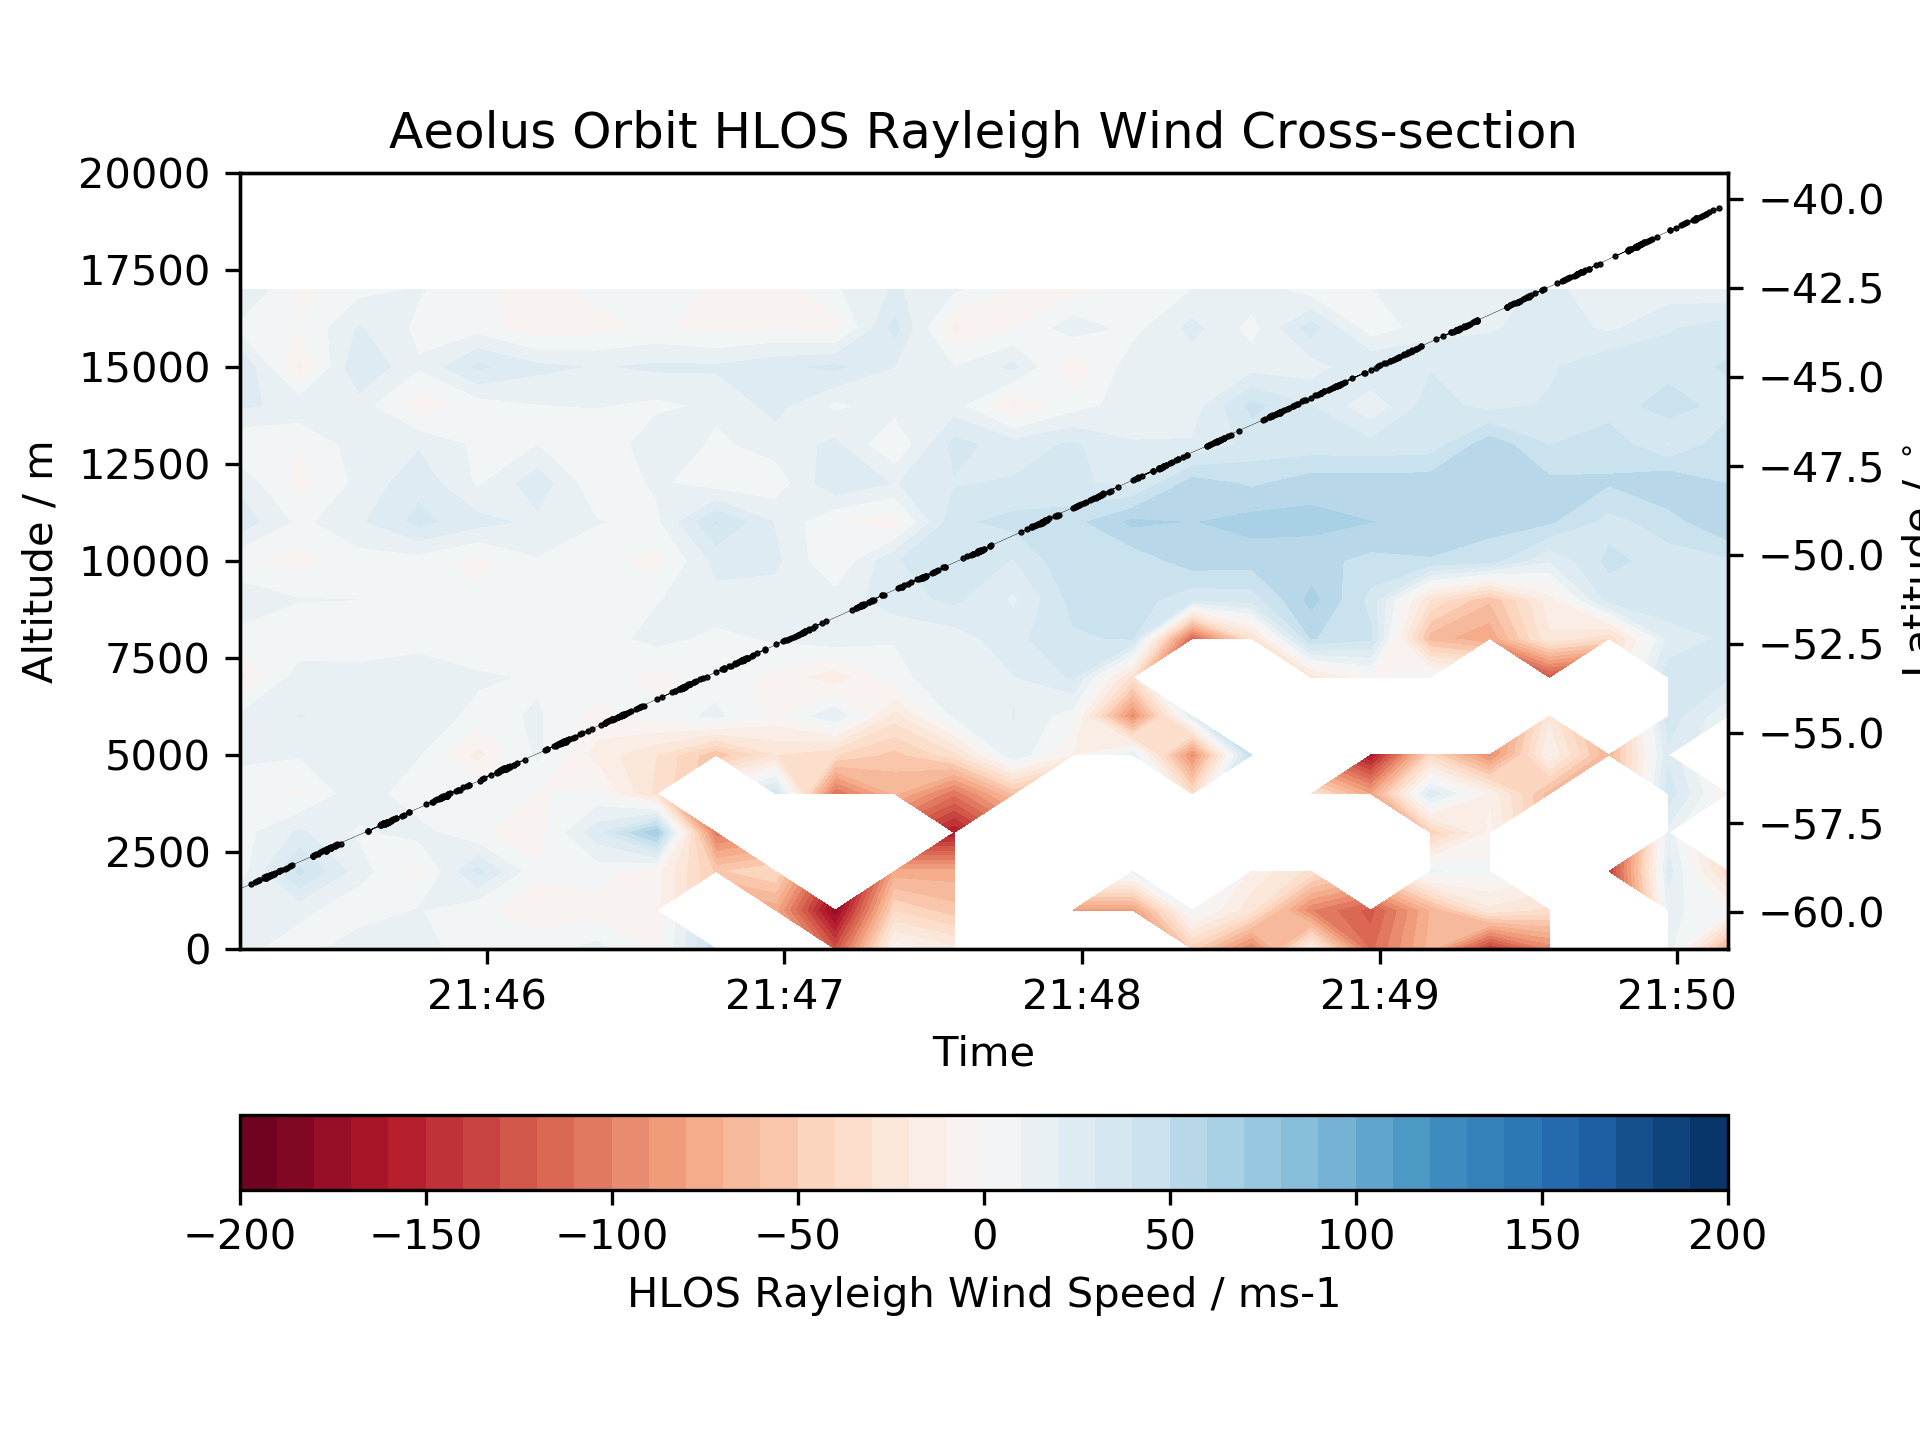 Aeolus Orbit HLOS Rayleigh Wind Cross-section
20000
17500
15000
12500
10000
7500
5000
2500
0
Altitude / m
−40.0
−42.5
−45.0
−47.5
−50.0
−52.5
−55.0
−57.5
−60.0
Latitude / °
21:46 21:47 21:48 21:49 21:50
Time
−200 −150 −100 −50 0 50 100 150 200
HLOS Rayleigh Wind Speed / ms-1